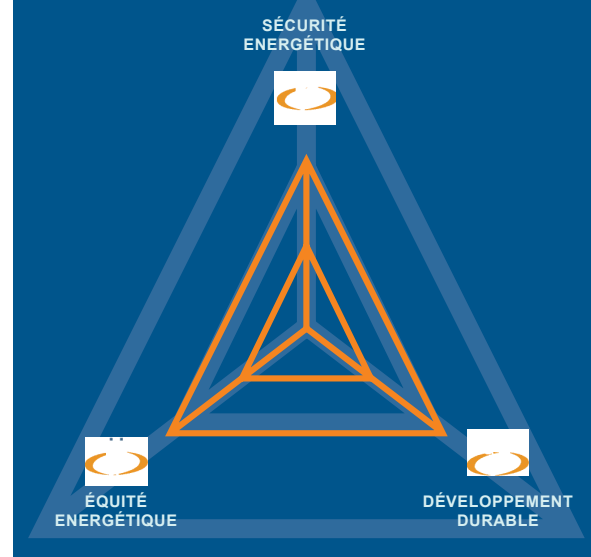 SÉCURITÉ
ENERGÉTIQUE
ÉQUITÉ
ENERGÉTIQUE
DÉVELOPPEMENT
DURABLE